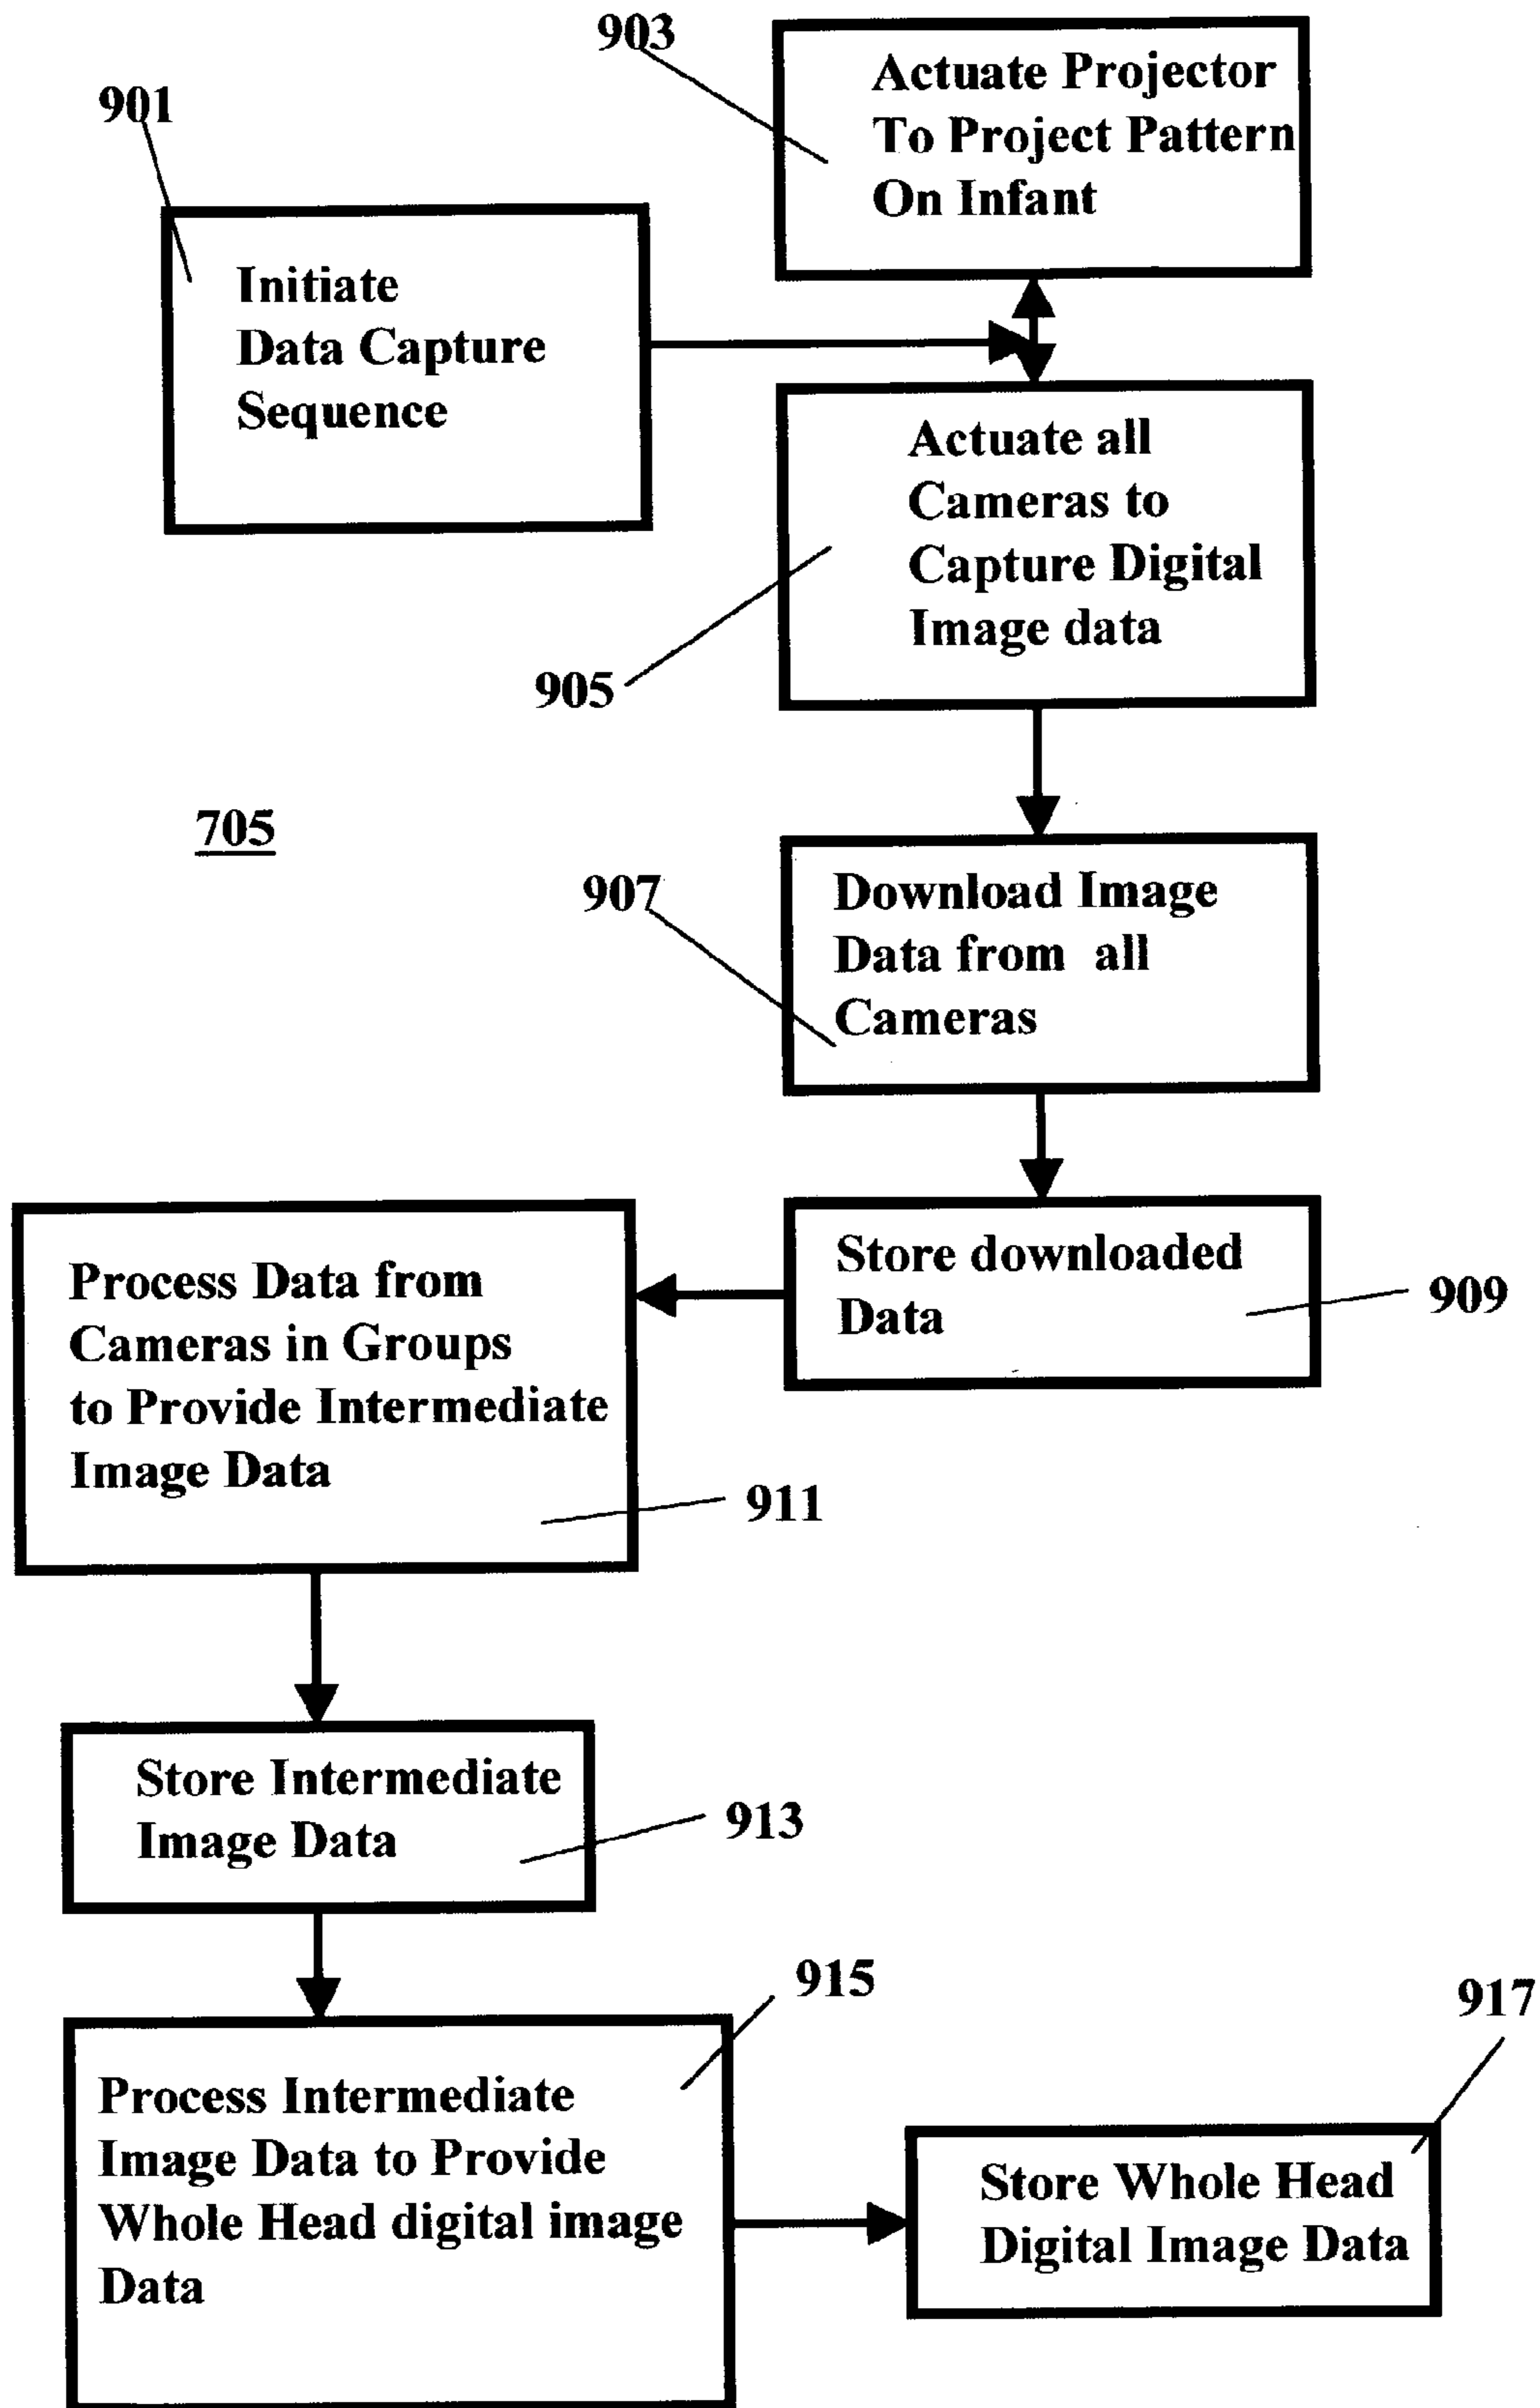 903
Actuate Projector
To Project Pattern
On Infant
901
Initiate
Data Capture
Sequence
Actuate all
Cameras to
Capture Digital
Image data
905
705
907
Download Image
Data from all
Cameras
Store downloaded
Data
909
Process Data from
Cameras in Groups
to Provide Intermediate
Image Data
911
Store Intermediate
Image Data
913
915
Process Intermediate
Image Data to Provide
Whole Head digital image
Data
917
Store Whole Head
Digital Image Data